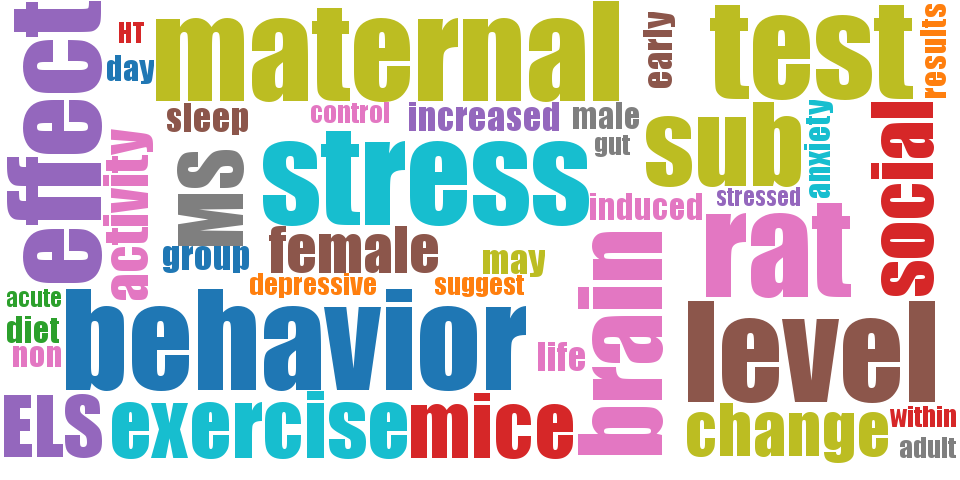 effect
HT
day
maternal
early
test
results
sleep
control
increased
male
gut
sub
anxiety
social
activity
MS
stress
stressed
induced
rat
group
female
may
depressive
suggest
brain
acute
diet
non
behavior
life
level
ELS
exercise
mice
change
within
adult